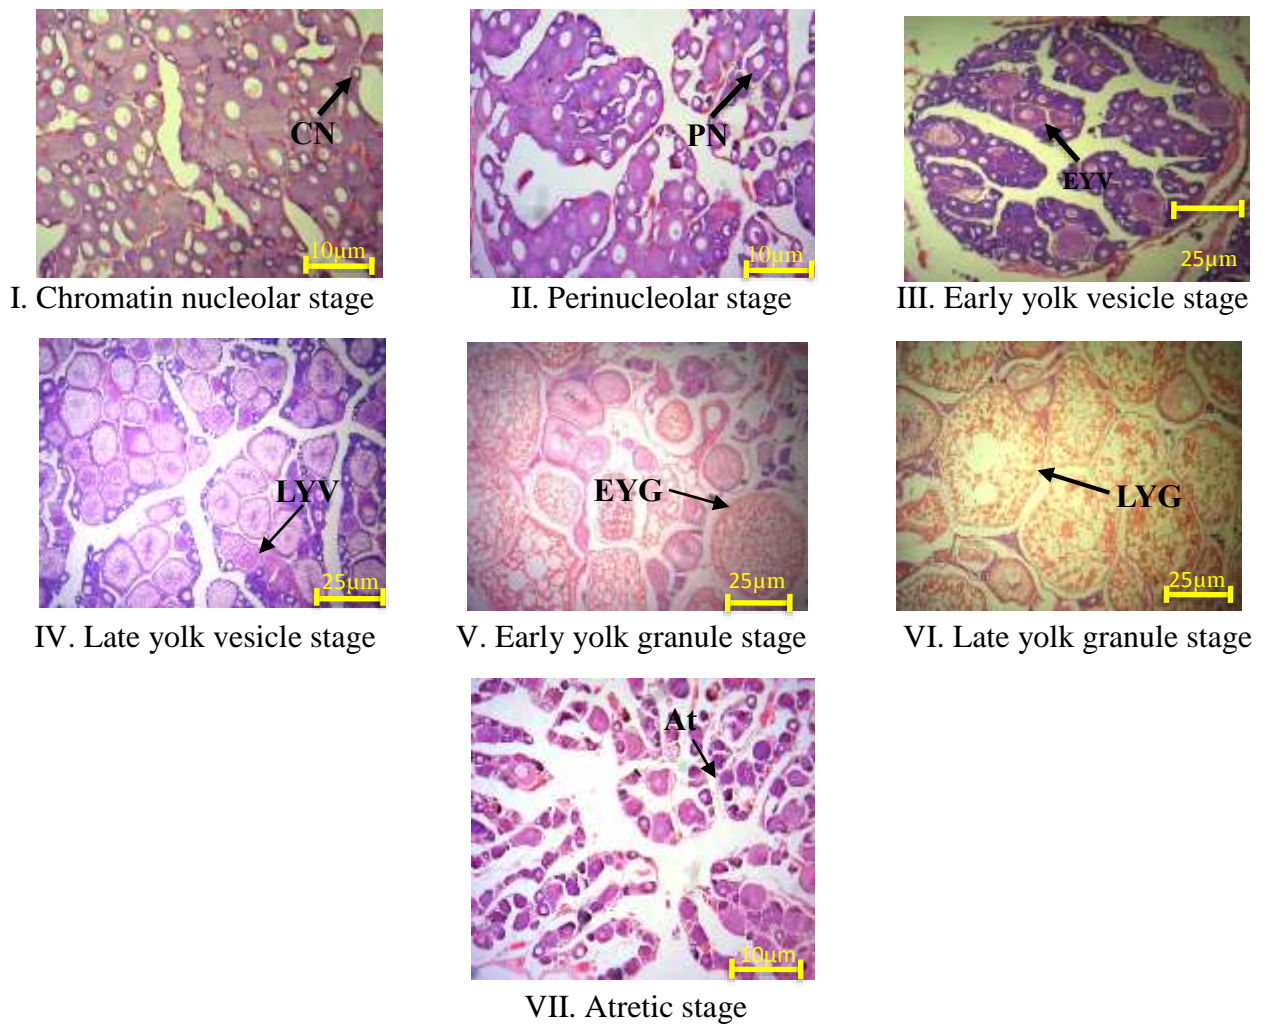 CN
10µm
I. Chromatin nucleolar stage
PN
10µm
II. Perinucleolar stage
EYV
25µm
III. Early yolk vesicle stage
LYV
25µm
IV. Late yolk vesicle stage
EYG
25µm
V. Early yolk granule stage
LYG
25µm
VI. Late yolk granule stage
At
10µm
VII. Atretic stage